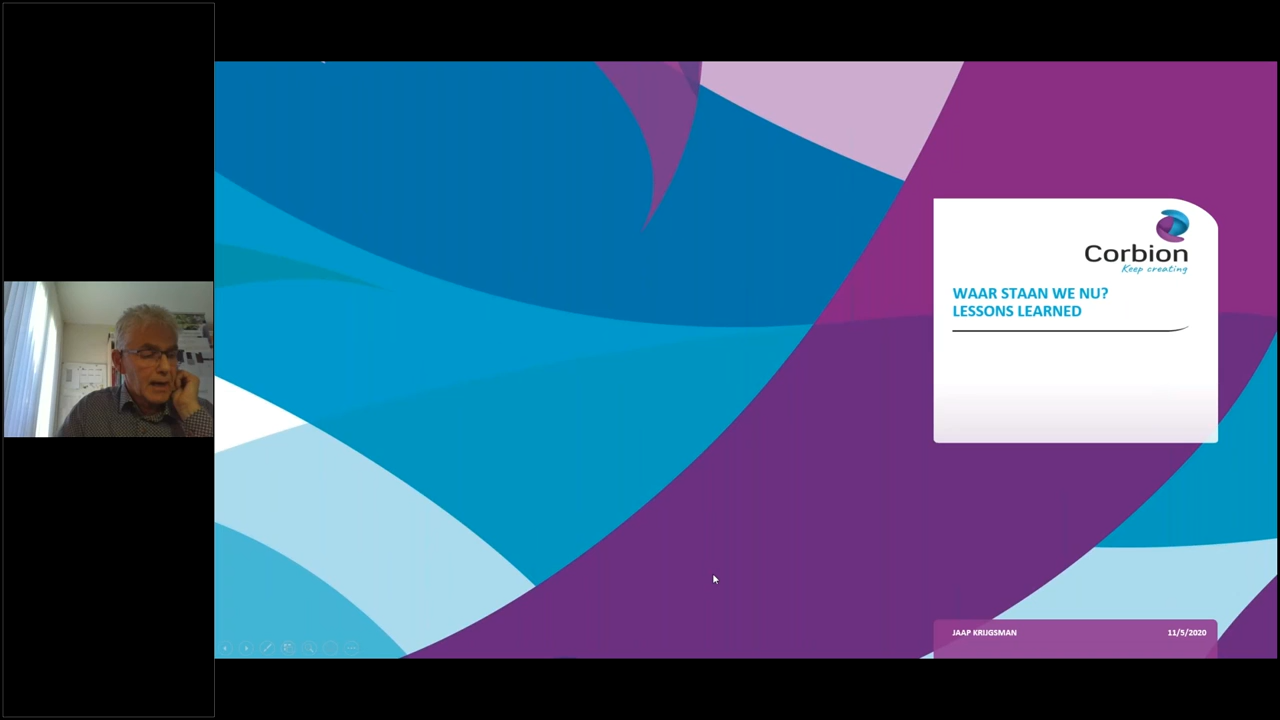 Corbion
Keep creating
WAAR STAAN WE NU?
LESSONS LEARNED
JAAP KRIJGSMAN
11/5/2020